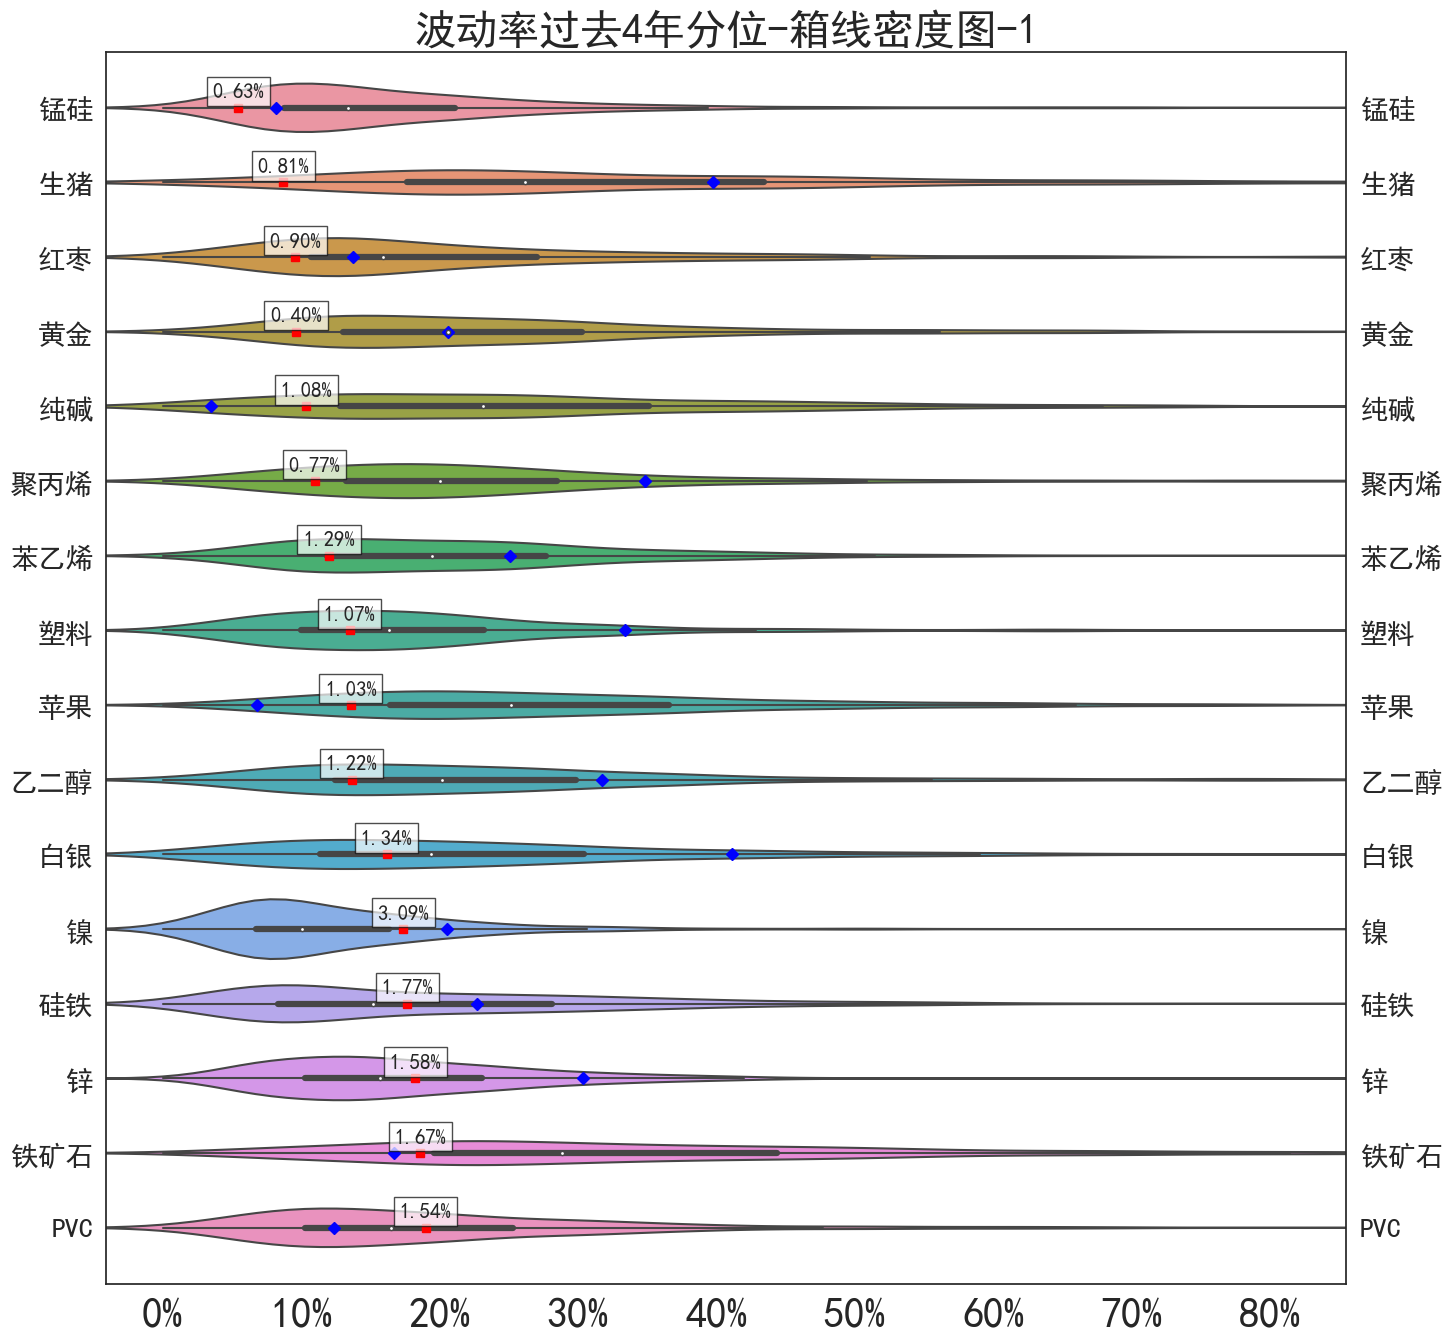 波动率过去4年分位-箱线密度图-1
锰硅 0.63% 锰硅
生猪 0.81% 生猪
红枣 0.90% 红枣
黄金 0.40% 黄金
纯碱 1.08% 纯碱
聚丙烯 0.77% 聚丙烯
苯乙烯 1.29% 苯乙烯
塑料 1.07% 塑料
苹果 1.03% 苹果
乙二醇 1.22% 乙二醇
白银 1.34% 白银
镍 3.09% 镍
硅铁 1.77% 硅铁
锌 1.58% 锌
铁矿石 1.67% 铁矿石
PVC 1.54% PVC
0% 10% 20% 30% 40% 50% 60% 70% 80%